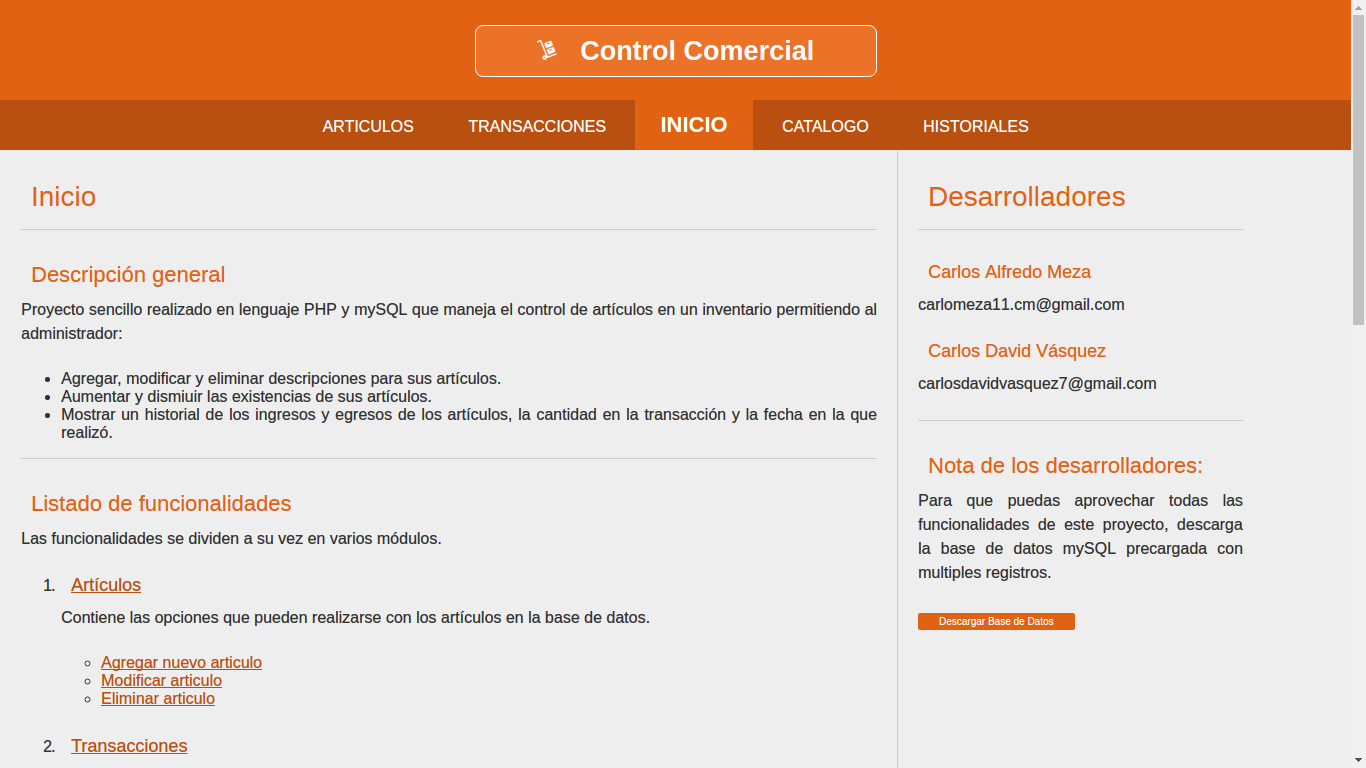 Control Comercial
ARTICULOS
TRANSACCIONES
INICIO
CATALOGO
HISTORIALES
Inicio
Descripción general
Proyecto sencillo realizado en lenguaje PHP y mySQL que maneja el control de artículos en un inventario permitiendo al
administrador:
Agregar, modificar y eliminar descripciones para sus artículos.
Aumentar y dismiuir las existencias de sus artículos.
Mostrar un historial de los ingresos y egresos de los artículos, la cantidad en la transacción y la fecha en la que
realizó.
Listado de funcionalidades
Las funcionalidades se dividen a su vez en varios módulos.
1. Artículos
Contiene las opciones que pueden realizarse con los artículos en la base de datos.
Agregar nuevo articulo
Modificar articulo
Eliminar articulo
2. Transacciones
Desarrolladores
Carlos Alfredo Meza
carlomeza11.cm@gmail.com
Carlos David Vásquez
carlosdavidvasquez7@gmail.com
Nota de los desarrolladores:
Para que puedas aprovechar todas las
funcionalidades de este proyecto, descarga
la base de datos mySQL precargada con
multiples registros.
Descargar Base de Datos